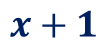 x + 1